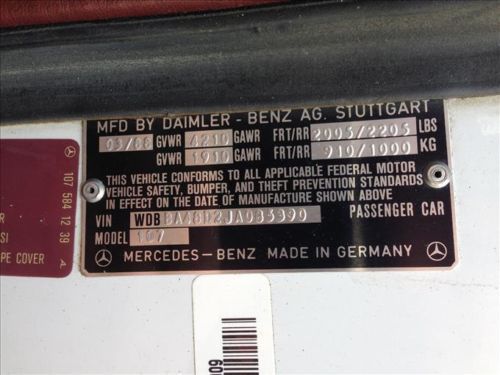 MFD BY DAIMLER-BENZ AG. STUTTGART
03/88 GVWR 4210 GAWR FRT/RR 2005/2205 LBS
GVWR 1910 GAWR FRT/RR 910/1000 KG
THIS VEHICLE CONFORMS TO ALL APPLICABLE FEDERAL MOTOR
VEHICLE SAFETY, BUMPER, AND THEFT PREVENTION STANDARDS
IN EFFECT ON THE DATE OF MANUFACTURE SHOWN ABOVE.
VIN WDBBA48D2JA083990 PASSENGER CAR
MODEL 107
MERCEDES-BENZ MADE IN GERMANY
107 584 12 39 A
SI
PE COVER
609